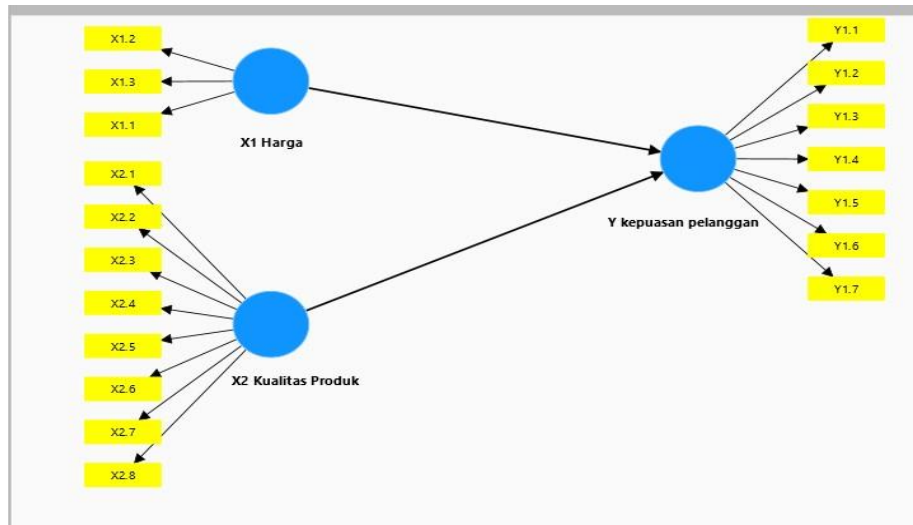 X1.2
X1.3
X1.1
X1 Harga
X2.1
X2.2
X2.3
X2.4
X2.5
X2.6
X2.7
X2.8
X2 Kualitas Produk
Y1.1
Y1.2
Y1.3
Y1.4
Y1.5
Y1.6
Y1.7
Y kepuasan pelanggan